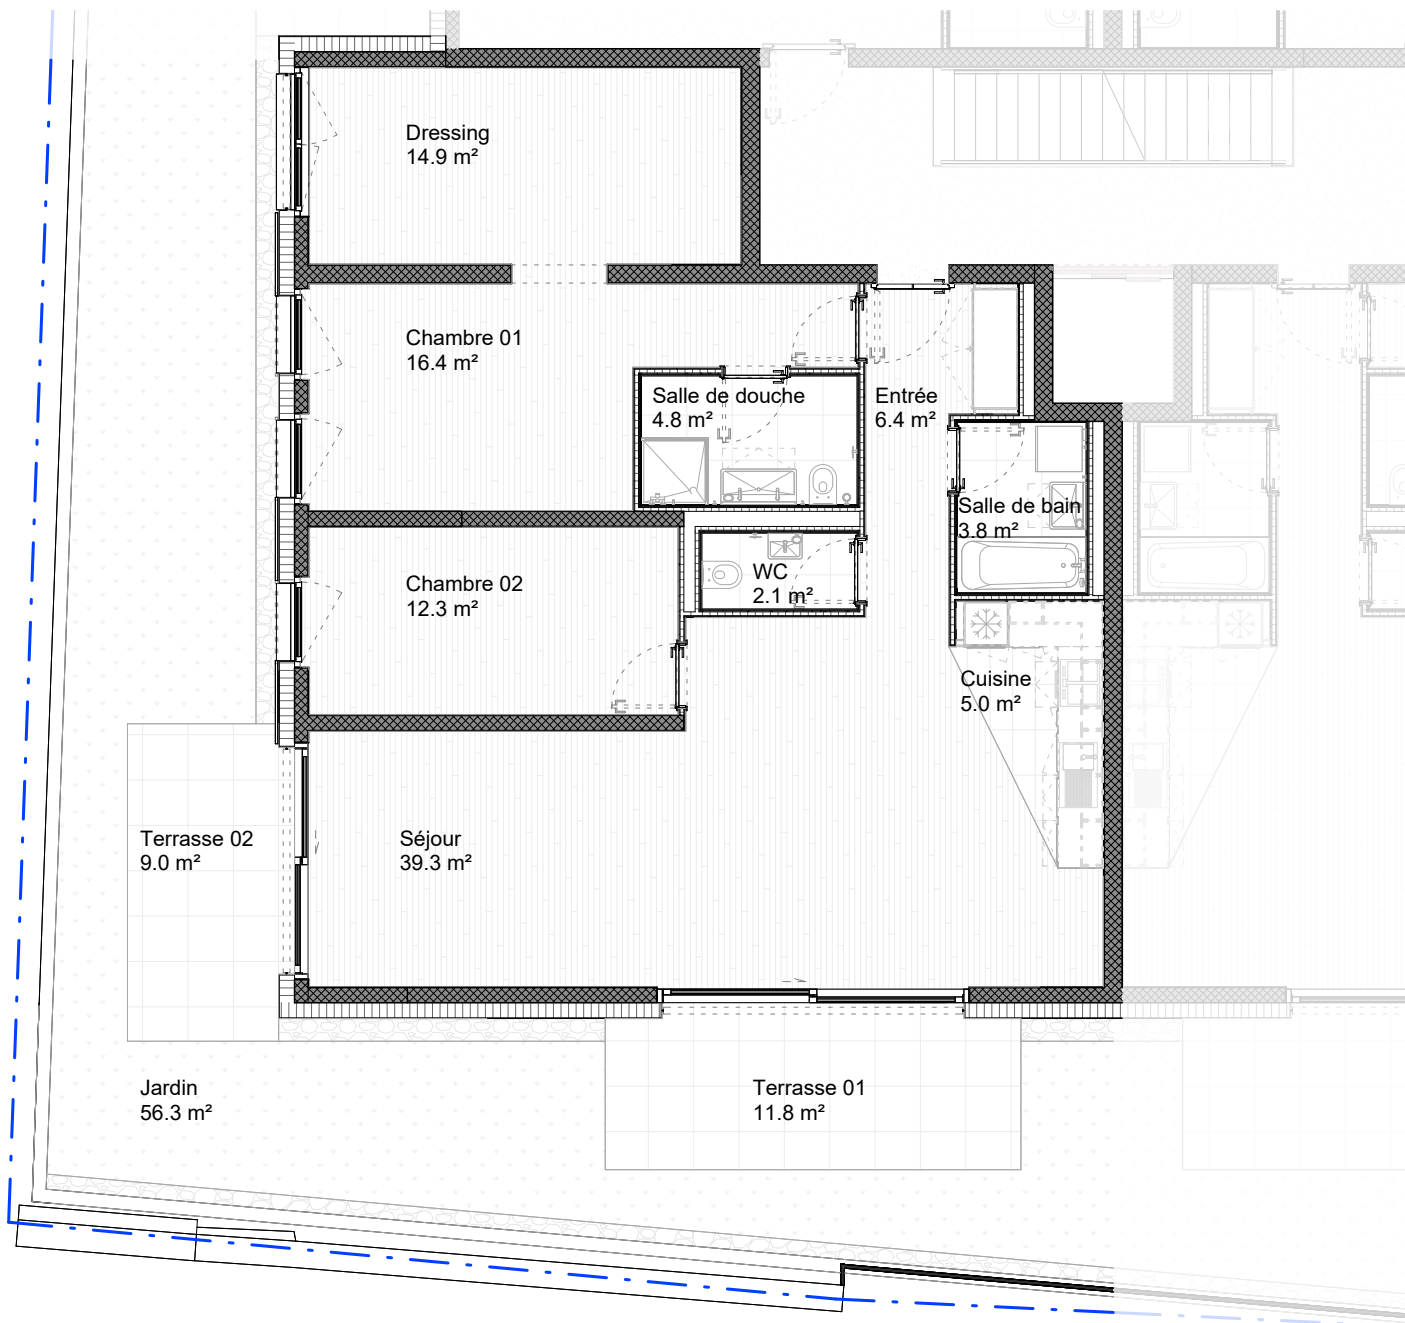 Dressing
14.9 m²
Chambre 01
16.4 m²
Salle de douche
4.8 m²
Entrée
6.4 m²
Salle de bain
3.8 m²
WC
2.1 m²
Chambre 02
12.3 m²
Cuisine
5.0 m²
Terrasse 02
9.0 m²
Séjour
39.3 m²
Jardin
56.3 m²
Terrasse 01
11.8 m²